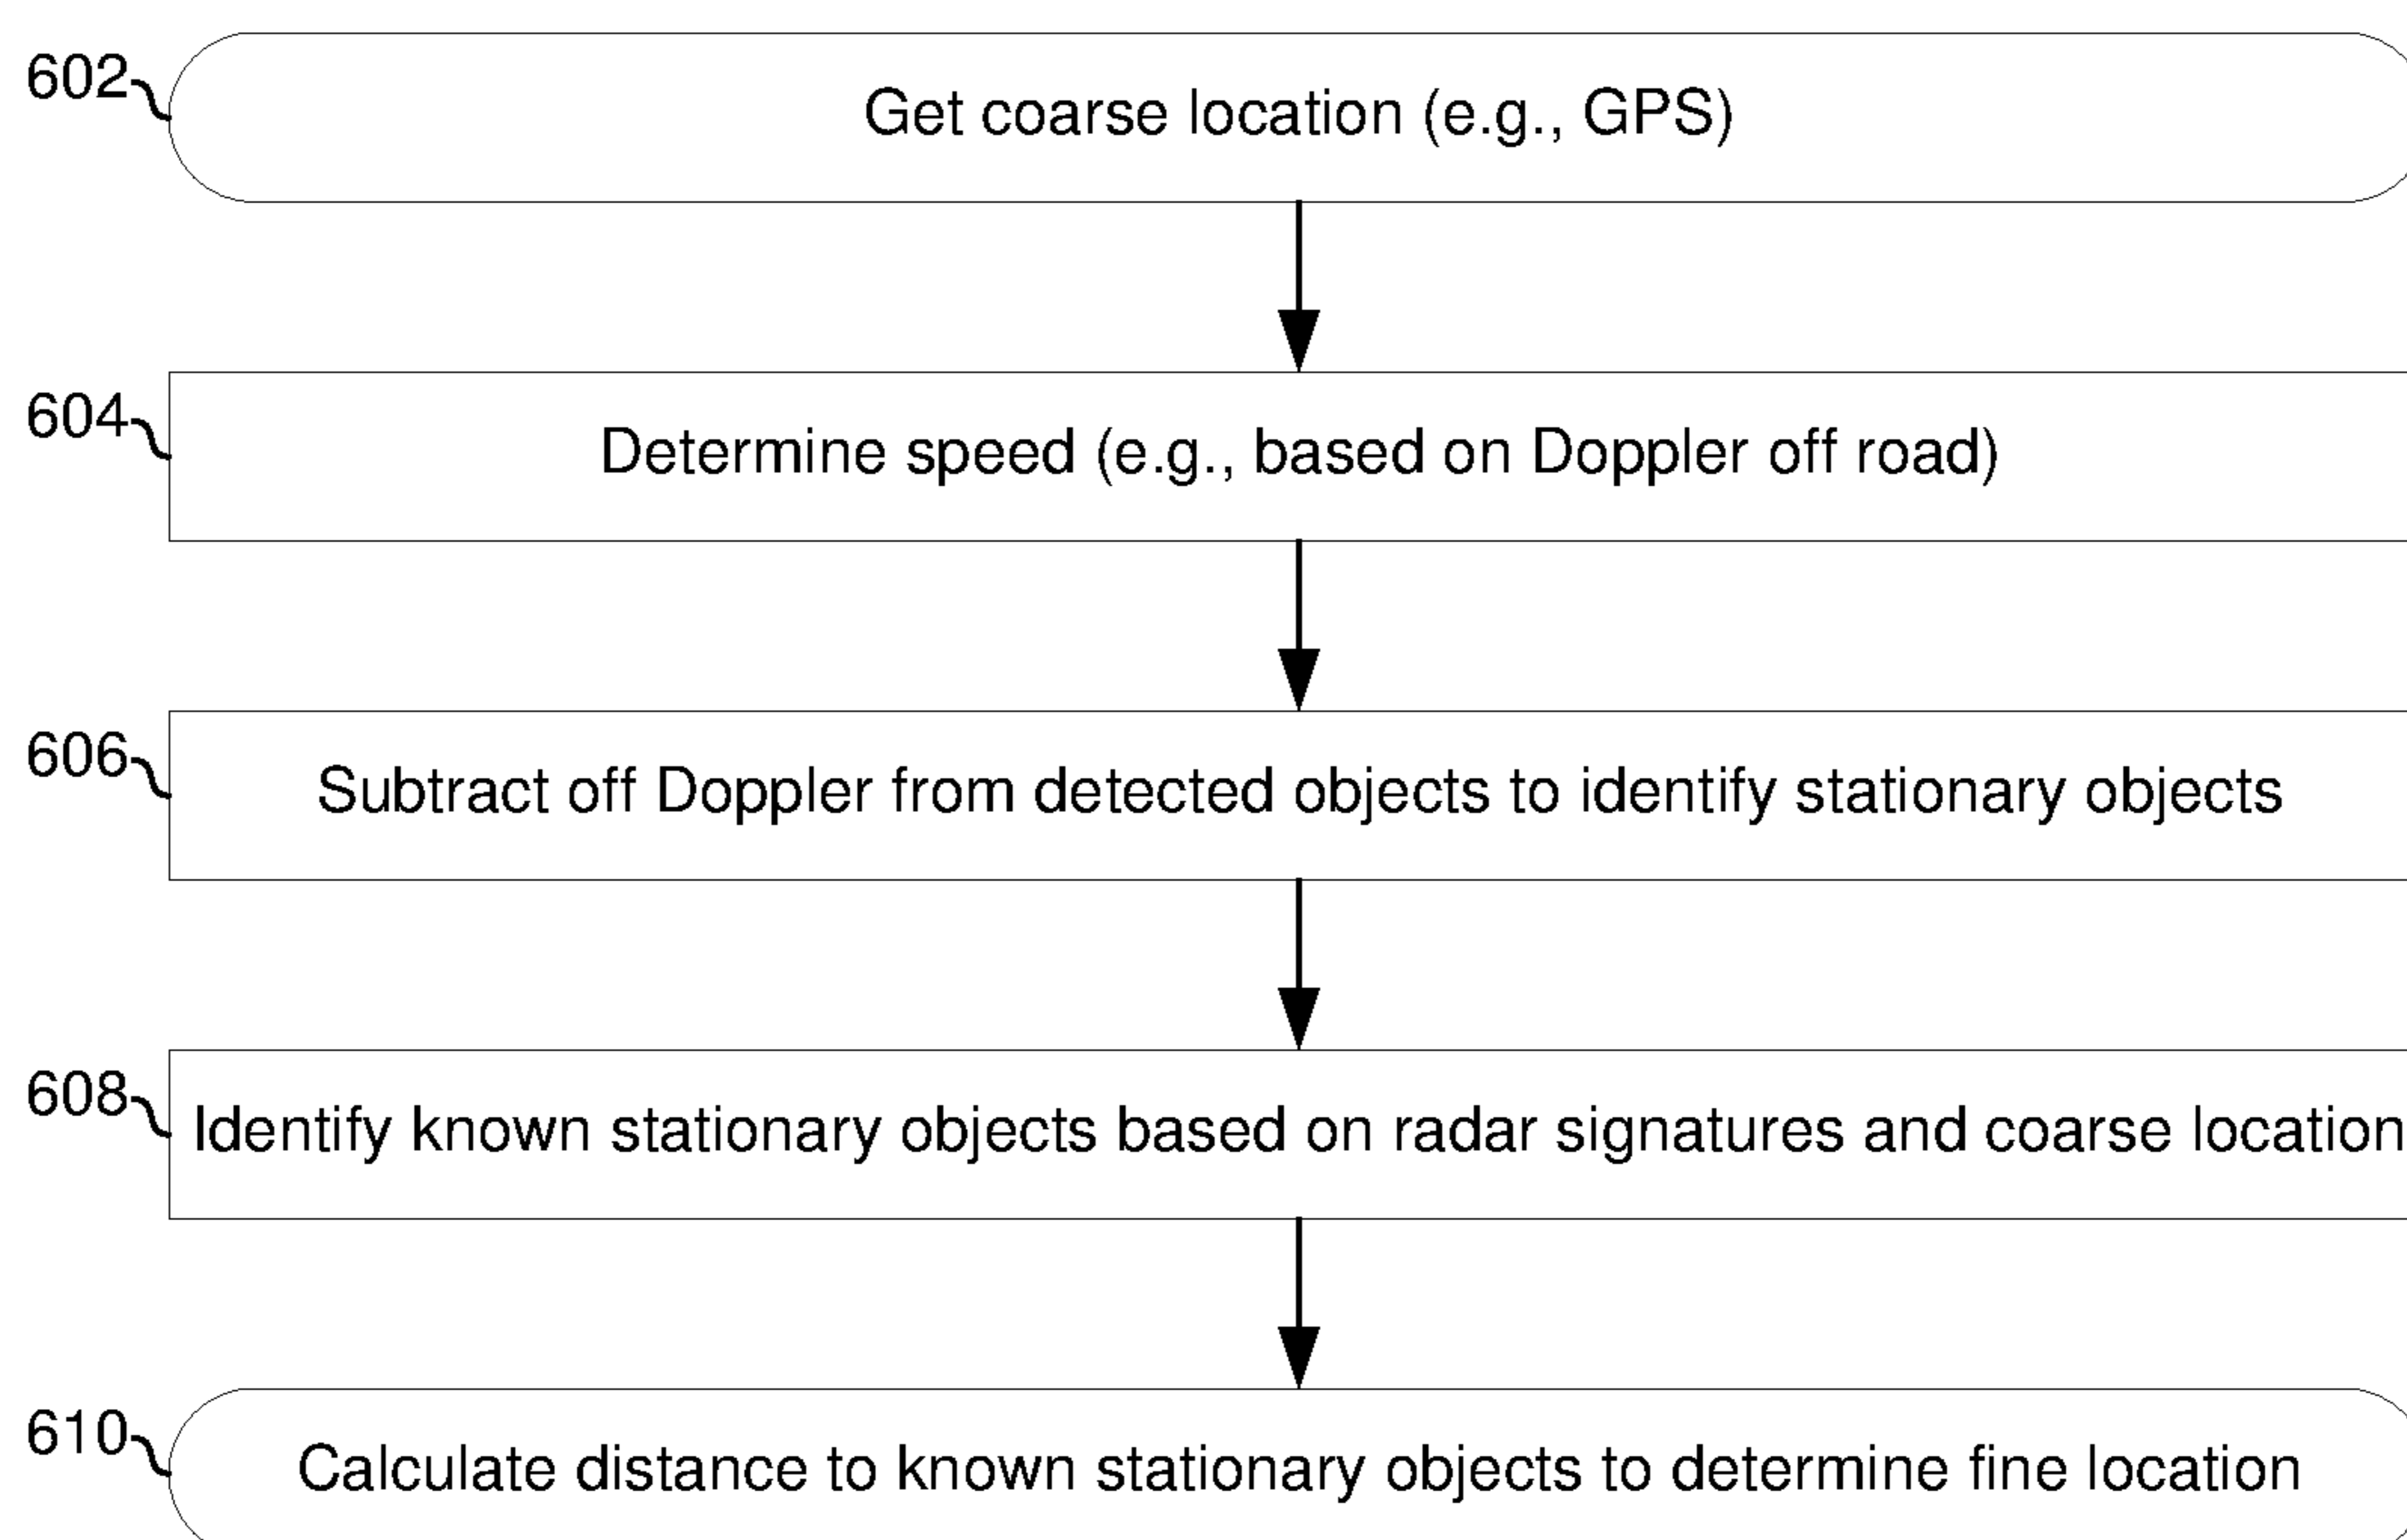 602
Get coarse location (e.g., GPS)
604
Determine speed (e.g., based on Doppler off road)
606
Subtract off Doppler from detected objects to identify stationary objects
608
Identify known stationary objects based on radar signatures and coarse location
610
Calculate distance to known stationary objects to determine fine location